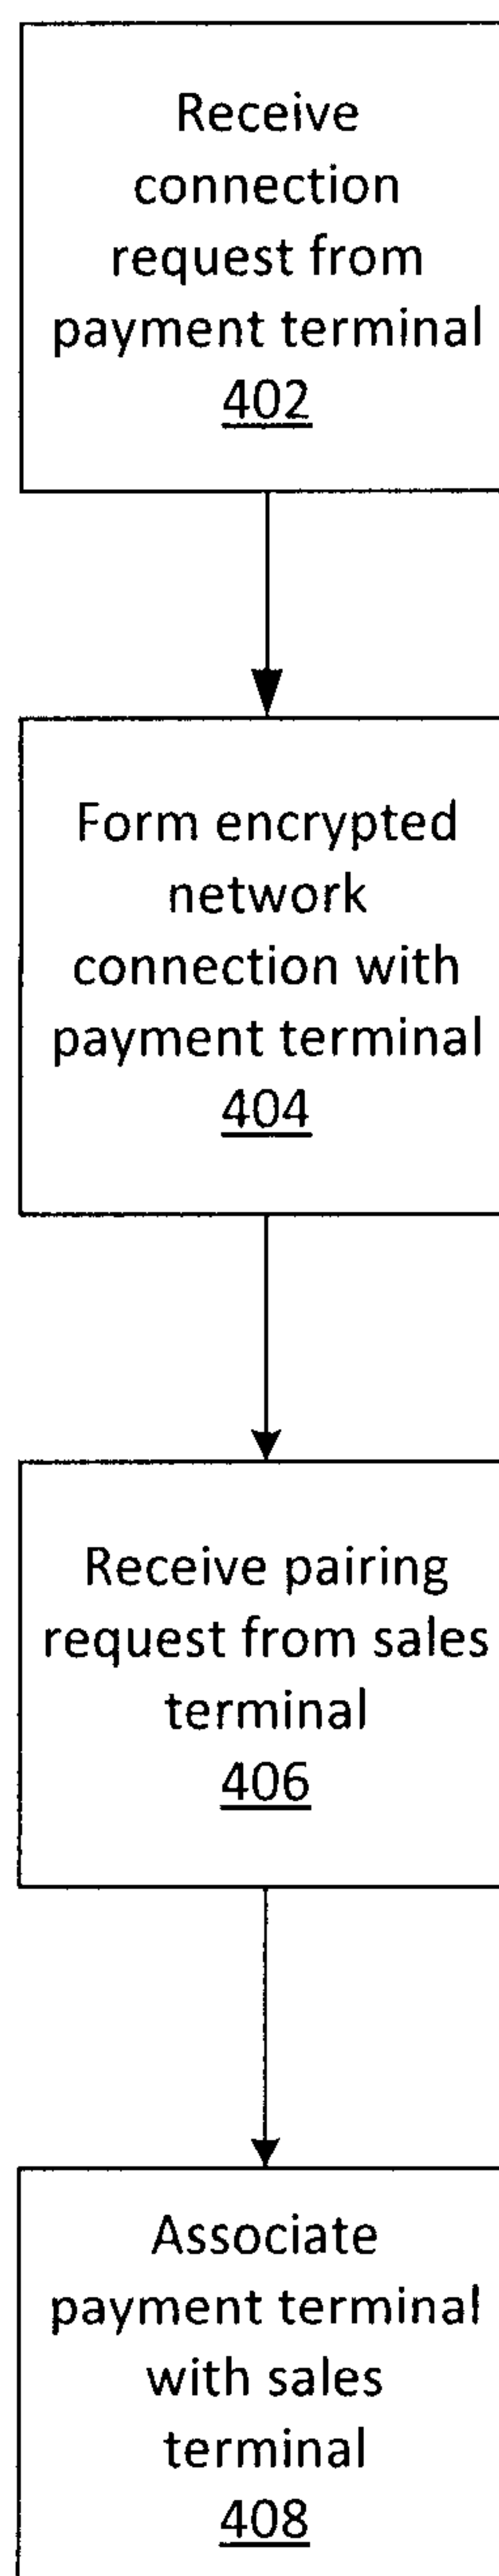 Receive
connection
request from
payment terminal
402
Form encrypted
network
connection with
payment terminal
404
Receive pairing
request from sales
terminal
406
Associate
payment terminal
with sales
terminal
408